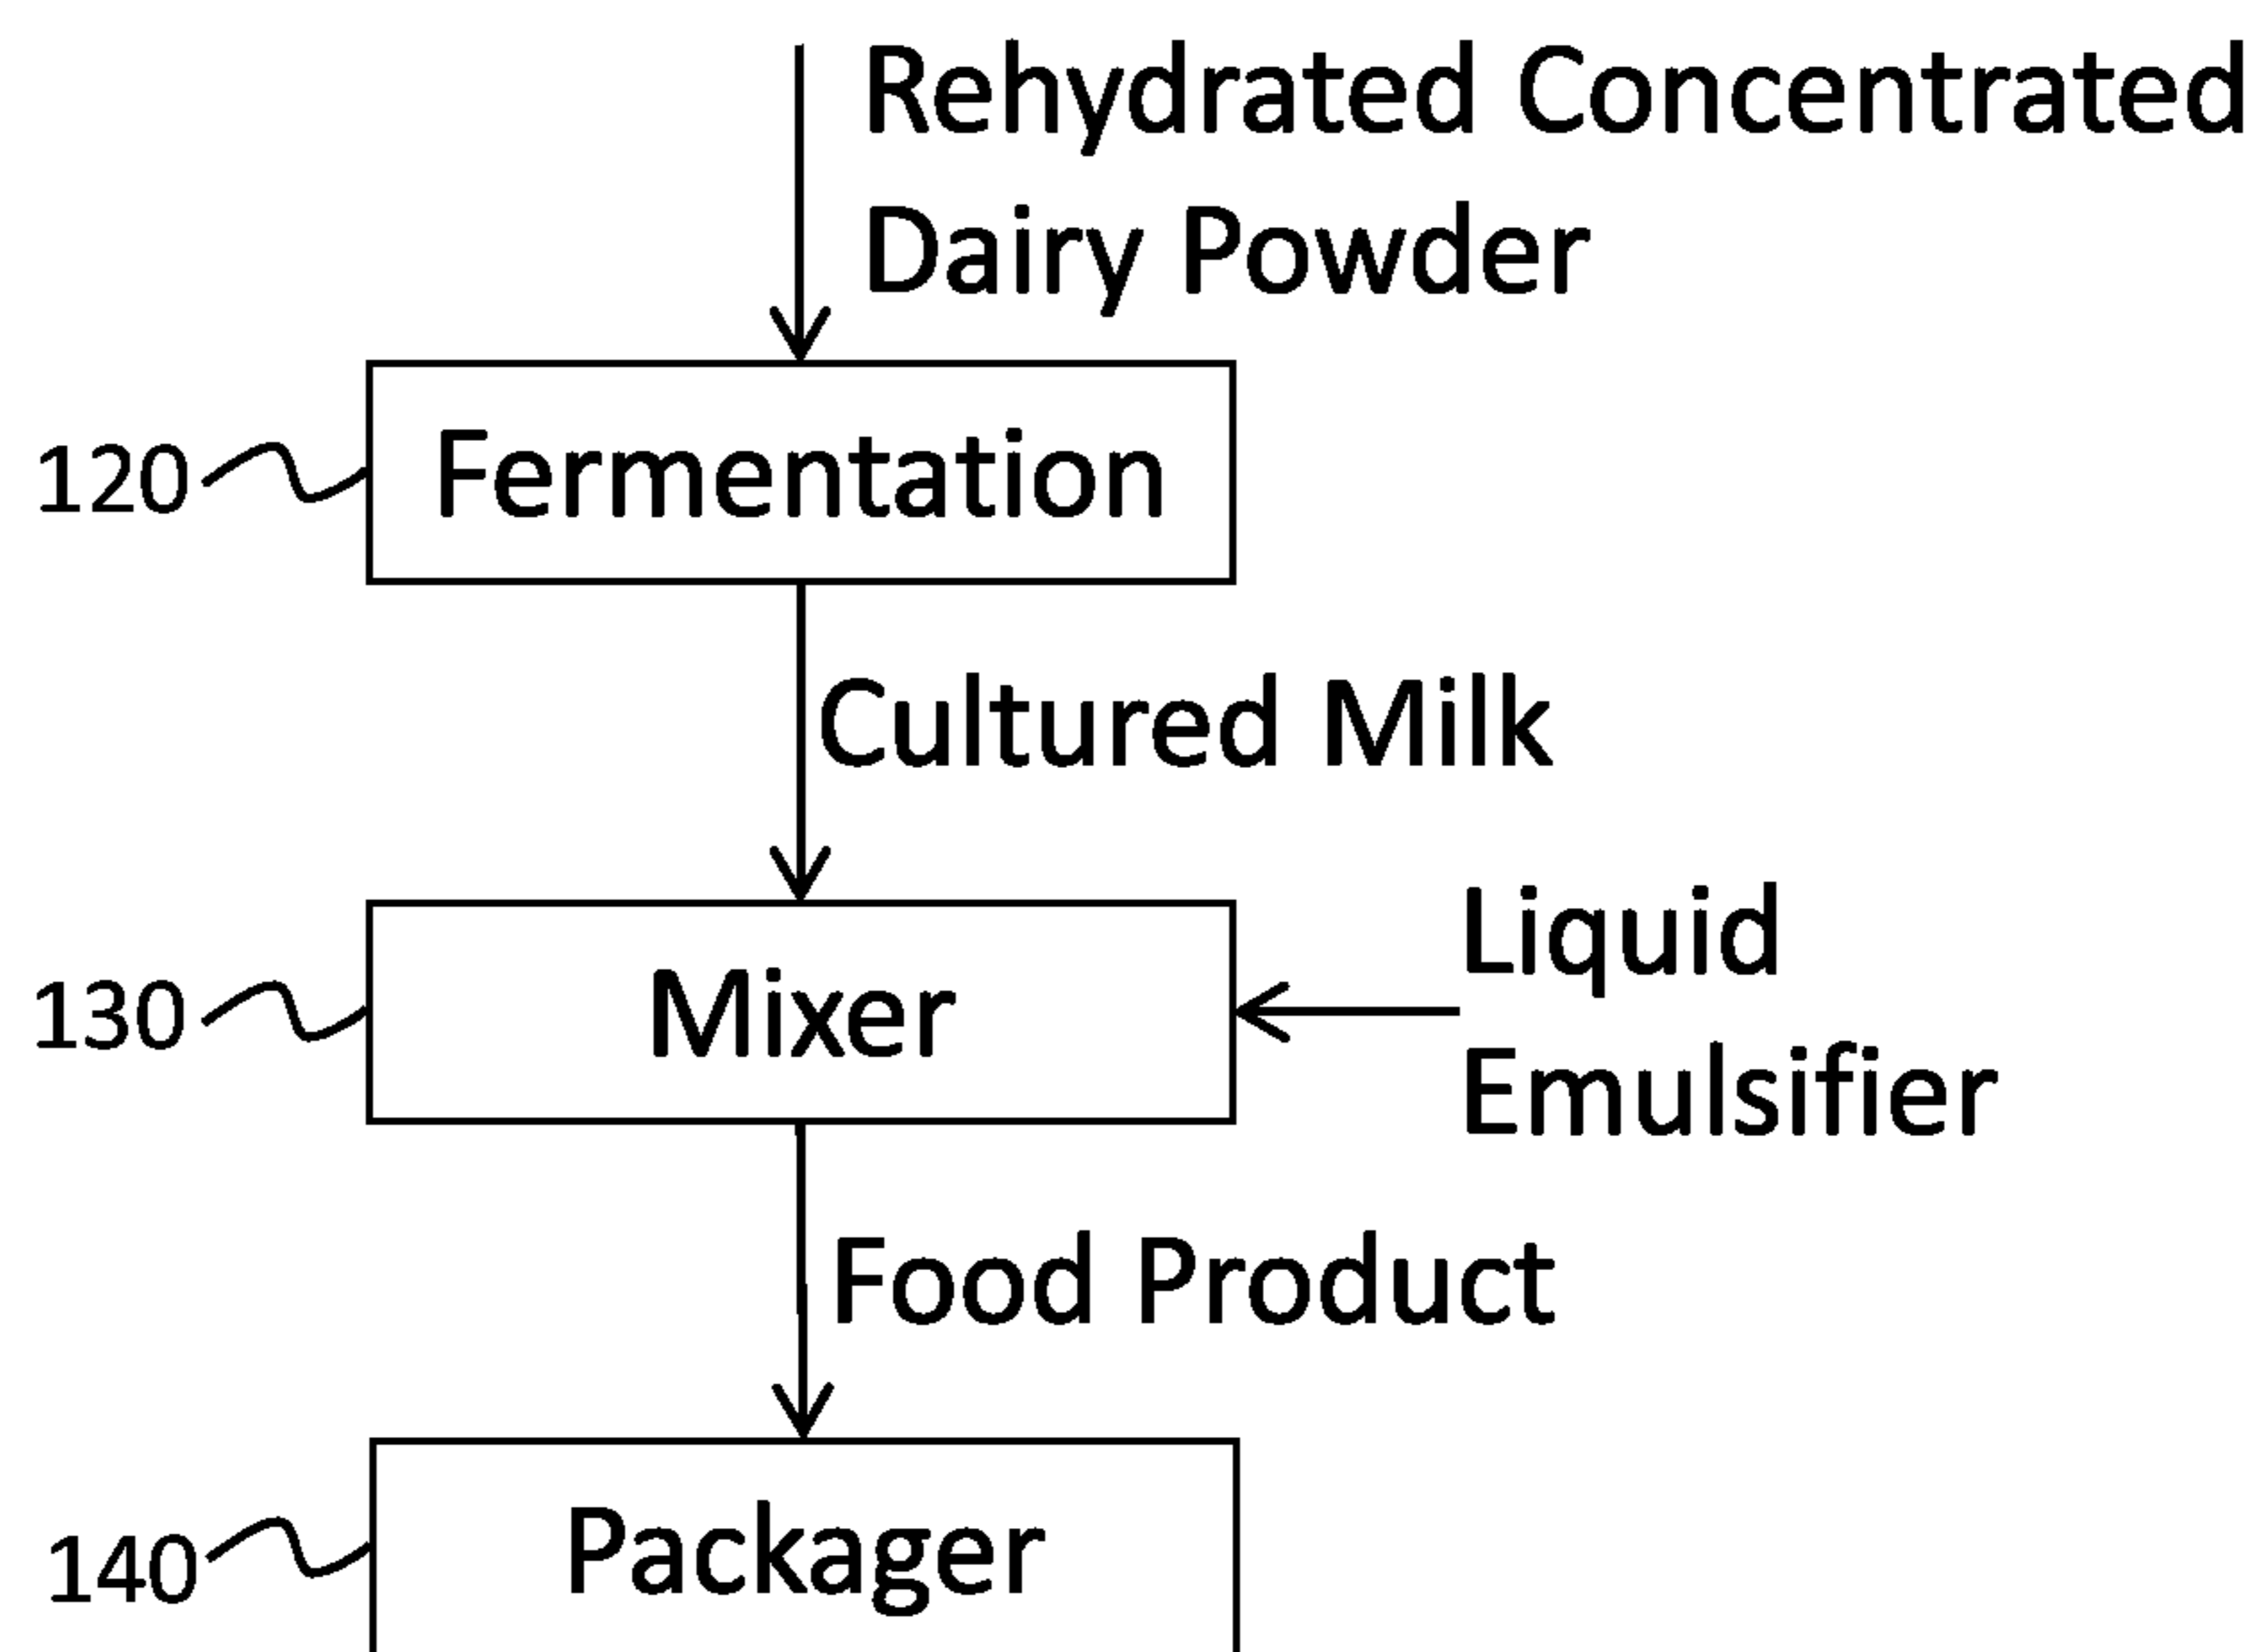 Rehydrated Concentrated
Dairy Powder
120
Fermentation
Cultured Milk
Liquid
130
Mixer
Emulsifier
Food Product
140
Packager